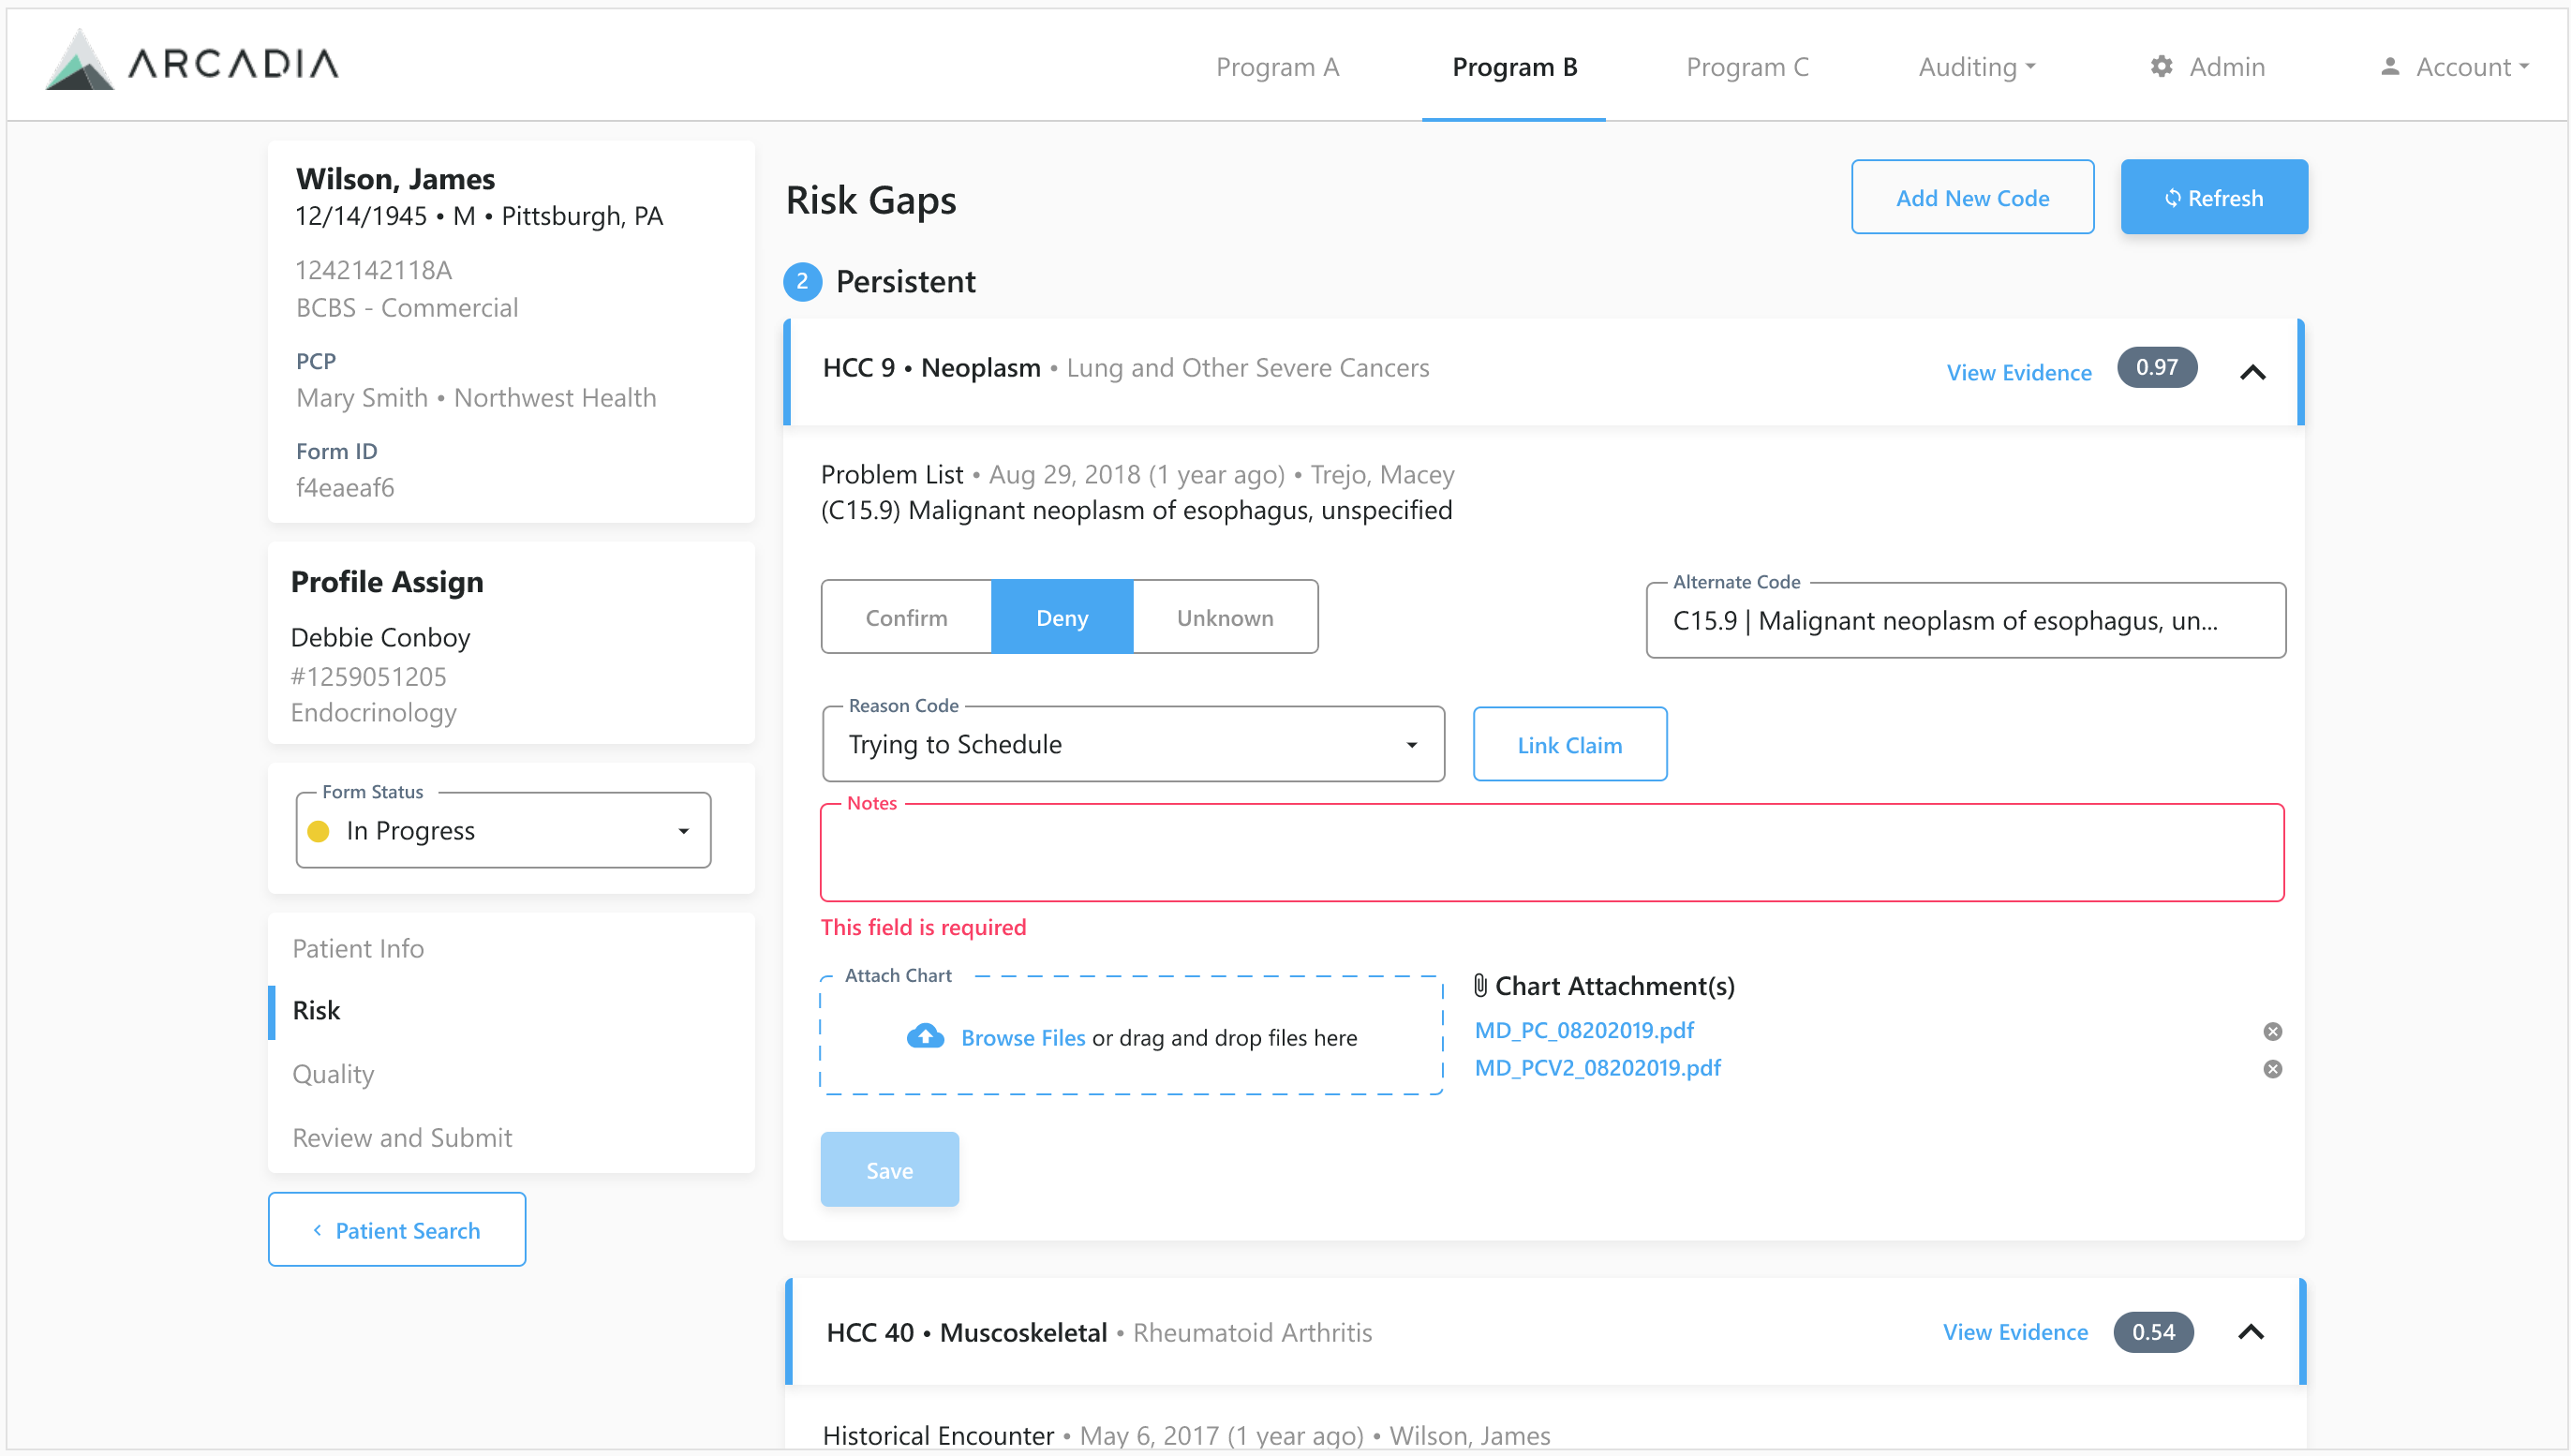 ARCADIA
Program A
Program B
Program C
Auditing
Admin
Account
Wilson, James
12/14/1945 • M • Pittsburgh, PA
1242142118A
BCBS - Commercial
PCP
Mary Smith • Northwest Health
Form ID
f4eaeaf6
Profile Assign
Debbie Conboy
#1259051205
Endocrinology
Form Status
In Progress
Patient Info
Risk
Quality
Review and Submit
Patient Search
Risk Gaps
Add New Code
Refresh
2 Persistent
HCC 9 • Neoplasm • Lung and Other Severe Cancers
View Evidence
0.97
Problem List • Aug 29, 2018 (1 year ago) • Trejo, Macey
(C15.9) Malignant neoplasm of esophagus, unspecified
Confirm
Deny
Unknown
Alternate Code
C15.9 | Malignant neoplasm of esophagus, un...
Reason Code
Trying to Schedule
Link Claim
Notes
This field is required
Attach Chart
Browse Files or drag and drop files here
Chart Attachment(s)
MD_PC_08202019.pdf
MD_PCV2_08202019.pdf
Save
HCC 40 • Muscoskeletal • Rheumatoid Arthritis
View Evidence
0.54
Historical Encounter • May 6, 2017 (1 year ago) • Wilson, James